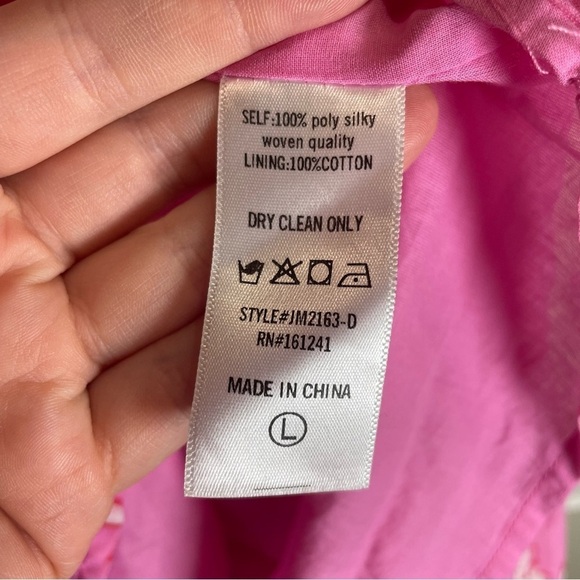 SELF:100% poly silky
woven quality
LINING:100%COTTON
DRY CLEAN ONLY
STYLE#JM2163-D
RN#161241
MADE IN CHINA
L